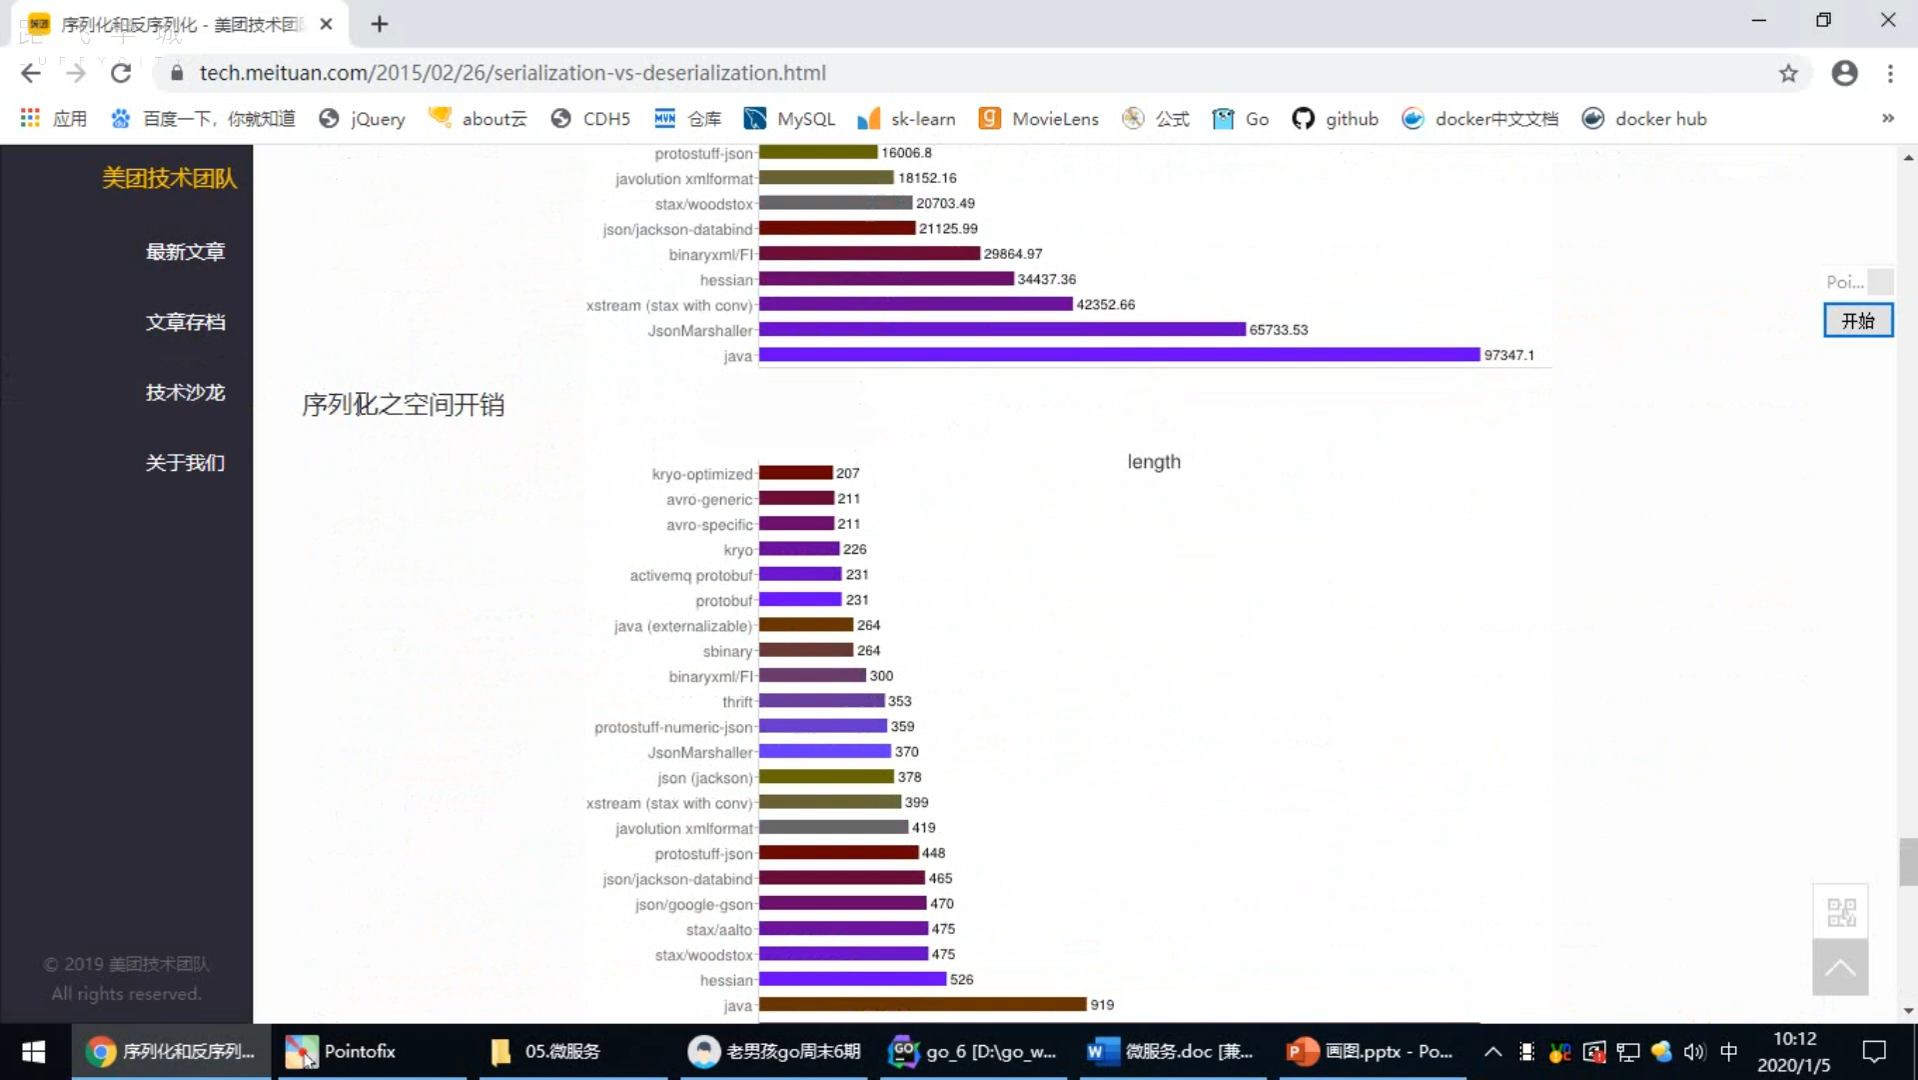 序列化和反序列化 - 美团技术团队
tech.meituan.com/2015/02/26/serialization-vs-deserialization.html
应用
百度一下，你就知道
jQuery
about云
CDH5
仓库
MySQL
sk-learn
MovieLens
公式
Go
github
docker中文文档
docker hub
»
美团技术团队
最新文章
文章存档
技术沙龙
关于我们
© 2019 美团技术团队
All rights reserved.
protostuff-json 16006.8
javolution xmlformat 18152.16
stax/woodstox 20703.49
json/jackson-databind 21125.99
binaryxml/FI 29864.97
hessian 34437.36
xstream (stax with conv) 42352.66
JsonMarshaller 65733.53
java 97347.1
序列化之空间开销
length
kryo-optimized 207
avro-generic 211
avro-specific 211
kryo 226
activemq protobuf 231
protobuf 231
java (externalizable) 264
sbinary 264
binaryxml/FI 300
thrift 353
protostuff-numeric-json 359
JsonMarshaller 370
json (jackson) 378
xstream (stax with conv) 399
javolution xmlformat 419
protostuff-json 448
json/jackson-databind 465
json/google-gson 470
stax/aalto 475
stax/woodstox 475
hessian 526
java 919
Poi...
开始
序列化和反序列...
Pointofix
05.微服务
老男孩go周末6期
go_6 [D:\go_w...
微服务.doc [兼...
画图.pptx - Po...
中
10:12
2020/1/5